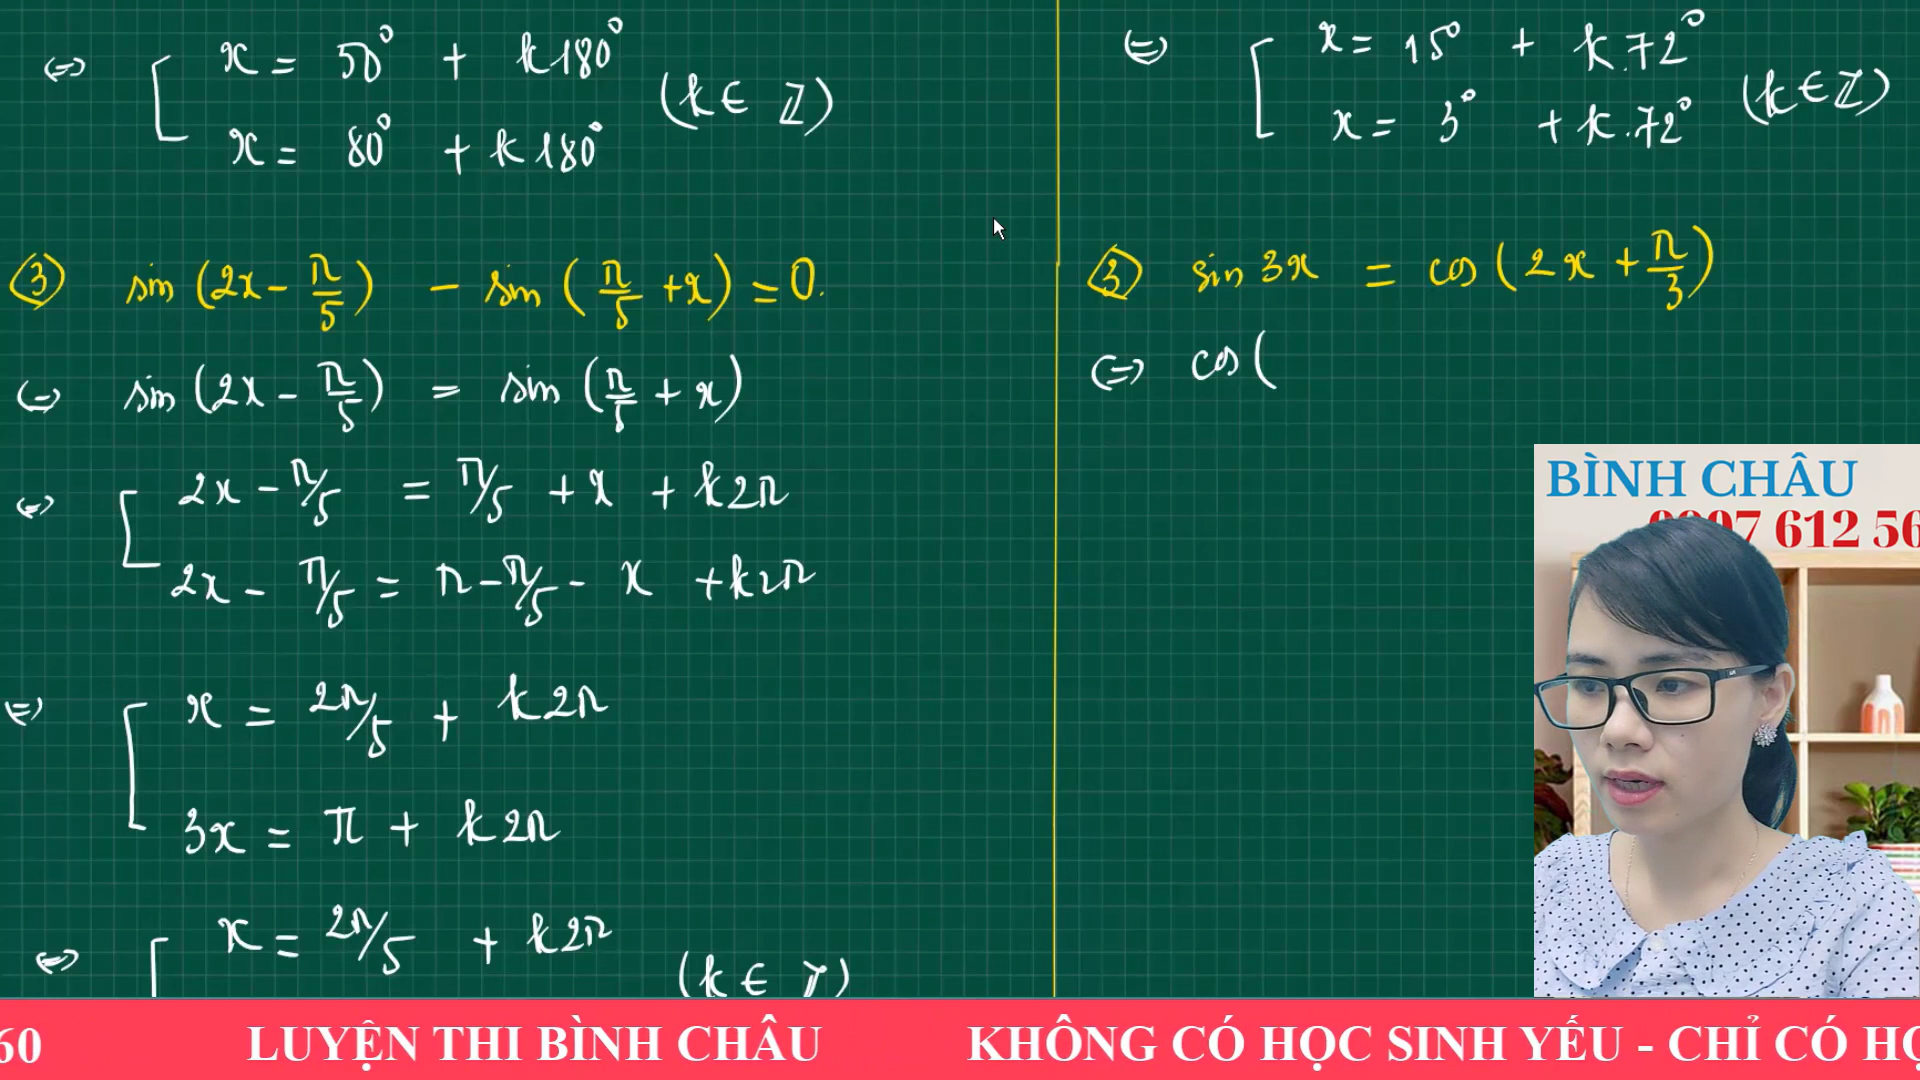 ⇔ [ x = 50° + k180°
x = 80° + k180° (k ∈ ℤ)
③ sin(2x - π/5) - sin(π/5 + x) = 0.
⇔ sin(2x - π/5) = sin(π/5 + x)
⇔ [ 2x - π/5 = π/5 + x + k2π
2x - π/5 = π - π/5 - x + k2π
⇔ [ x = 2π/5 + k2π
3x = π + k2π
⇔ [ x = 2π/5 + k2π
(k ∈ ℤ)
⇔ [ x = 15° + k.72°
x = 3° + k.72° (k ∈ ℤ)
③ sin 3x = cos(2x + π/3)
⇔ cos(
BÌNH CHÂU
7 612 56
60 LUYỆN THI BÌNH CHÂU KHÔNG CÓ HỌC SINH YẾU - CHỈ CÓ HỌ